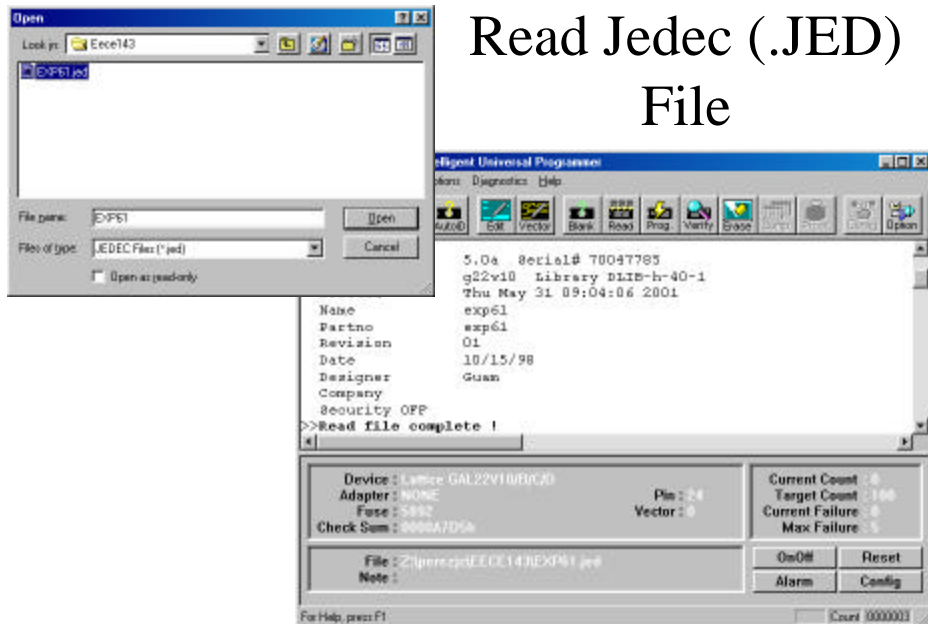 Read Jedec (.JED)
File
Open
Look in: Eece143
EXP61.jed
File name: EXP61 Open
Files of type: JEDEC Files (*.jed) Cancel
Open as read-only
elligent Universal Programmer
ptions Diagnostics Help
AutoID Edit Vector Blank Read Prog. Verify Erase Option
5.0a Serial# 70047785
g22v10 Library DLIB-h-40-1
Thu May 31 09:04:06 2001
Name exp61
Partno exp61
Revision 01
Date 10/15/98
Designer Guam
Company
Security OFF
>>Read file complete !
Device : Lattice GAL22V10/B/C/D
Adapter : NONE Pin : 24
Fuse : 5892 Vector : 0
Check Sum : 0000A7D5h
Current Count : 0
Target Count : 100
Current Failure : 0
Max Failure : 5
File : EECE143\EXP61.jed
Note :
OnOff Reset
Alarm Config
For Help, press F1 Count 0000003